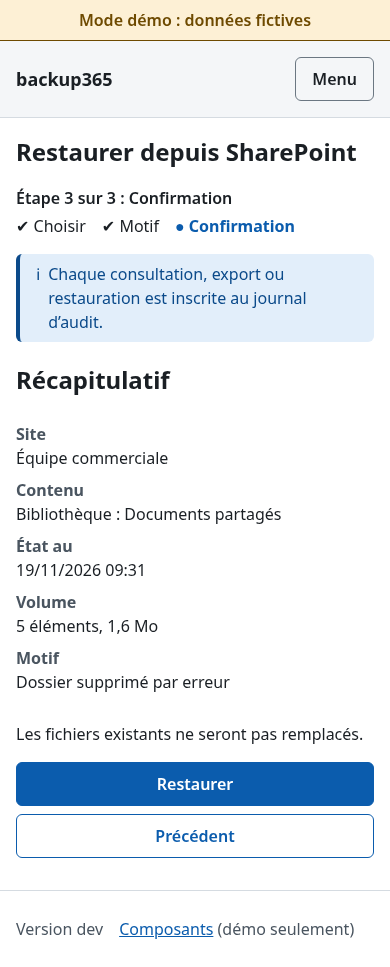 Mode démo : données fictives
backup365
Menu
Restaurer depuis SharePoint
Étape 3 sur 3 : Confirmation
✔ Choisir ✔ Motif ● Confirmation
i Chaque consultation, export ou
restauration est inscrite au journal
d’audit.
Récapitulatif
Site
Équipe commerciale
Contenu
Bibliothèque : Documents partagés
État au
19/11/2026 09:31
Volume
5 éléments, 1,6 Mo
Motif
Dossier supprimé par erreur
Les fichiers existants ne seront pas remplacés.
Restaurer
Précédent
Version dev Composants (démo seulement)